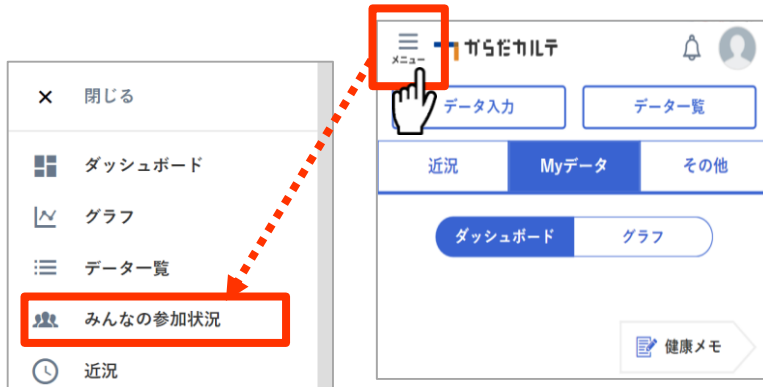 × 閉じる
ダッシュボード
グラフ
データ一覧
みんなの参加状況
近況
メニュー
からだカルテ
データ入力
データ一覧
近況
Myデータ
その他
ダッシュボード
グラフ
健康メモ